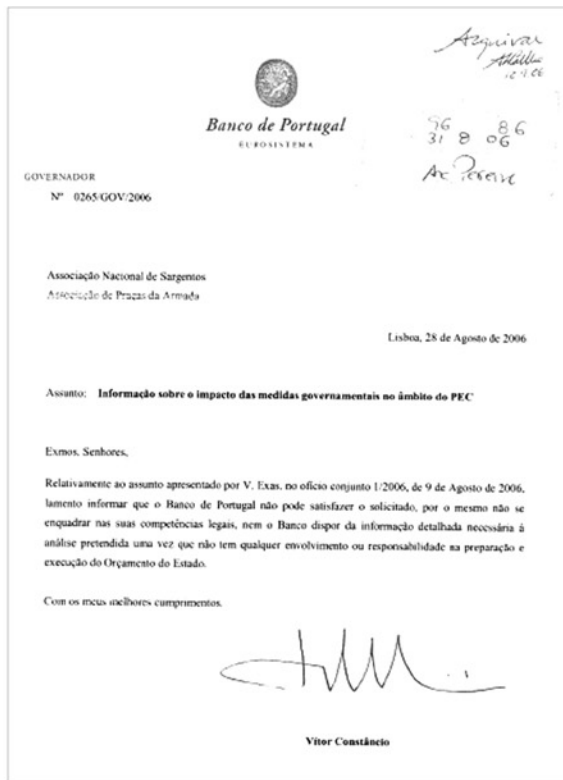 Arquivar
12.9.06
Banco de Portugal
EUROSISTEMA
96 86
31 8 06
GOVERNADOR
Nº 0265/GOV/2006
Associação Nacional de Sargentos
Associação de Praças da Armada
Lisboa, 28 de Agosto de 2006
Assunto: Informação sobre o impacto das medidas governamentais no âmbito do PEC
Exmos. Senhores,
Relativamente ao assunto apresentado por V. Exas. no ofício conjunto 1/2006, de 9 de Agosto de 2006,
lamento informar que o Banco de Portugal não pode satisfazer o solicitado, por o mesmo não se
enquadrar nas suas competências legais, nem o Banco dispor da informação detalhada necessária à
análise pretendida uma vez que não tem qualquer envolvimento ou responsabilidade na preparação e
execução do Orçamento do Estado.
Com os meus melhores cumprimentos.
Vítor Constâncio